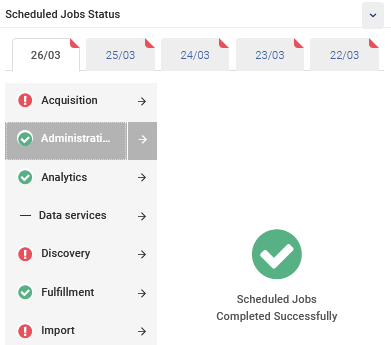 Scheduled Jobs Status
26/03
25/03
24/03
23/03
22/03
Acquisition
Administrati...
Analytics
Data services
Discovery
Fulfillment
Import
Scheduled Jobs
Completed Successfully